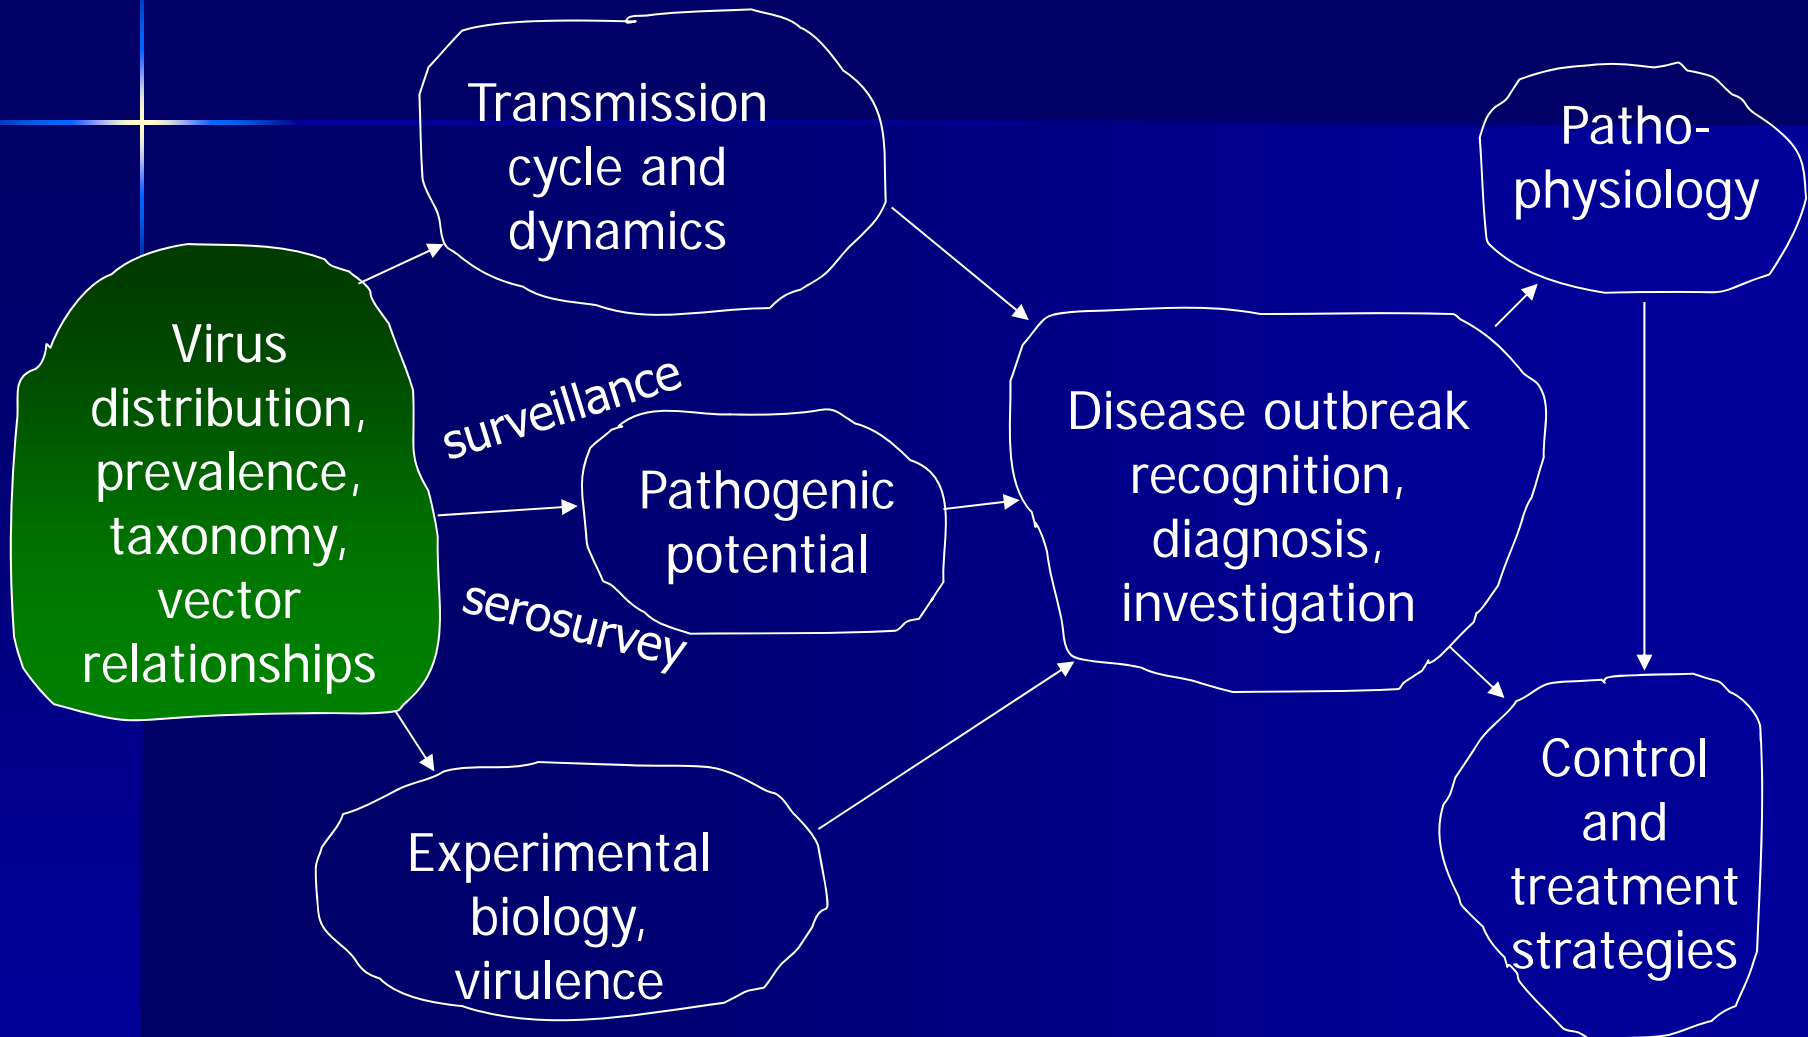 Transmission
cycle and
dynamics
Patho-
physiology
Virus
distribution,
prevalence,
taxonomy,
vector
relationships
surveillance
Pathogenic
potential
serosurvey
Disease outbreak
recognition,
diagnosis,
investigation
Experimental
biology,
virulence
Control
and
treatment
strategies